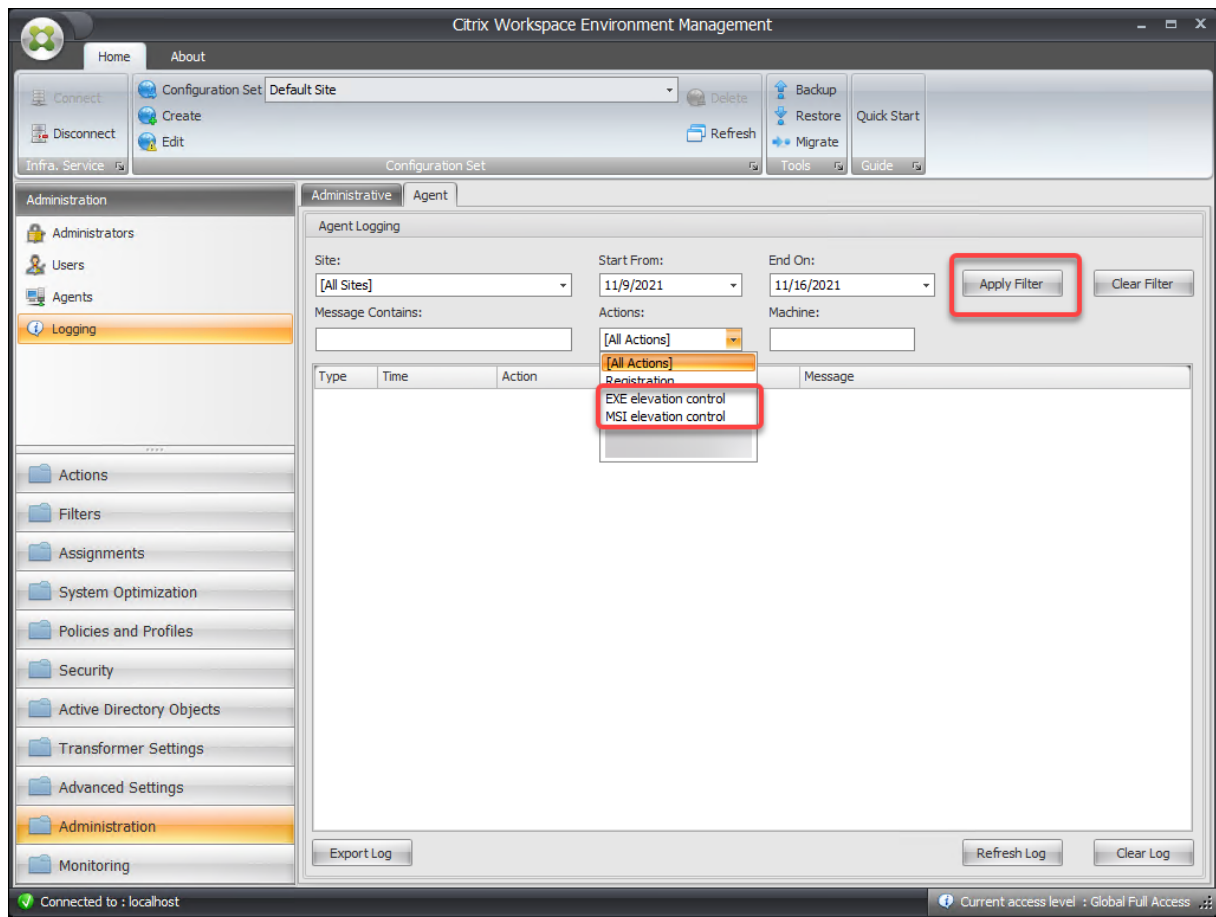 Citrix Workspace Environment Management
Home About
Connect
Disconnect
Infra. Service
Configuration Set Default Site
Create
Edit
Delete
Refresh
Configuration Set
Backup
Restore
Migrate
Tools
Quick Start
Guide
Administration
Administrators
Users
Agents
Logging
Actions
Filters
Assignments
System Optimization
Policies and Profiles
Security
Active Directory Objects
Transformer Settings
Advanced Settings
Administration
Monitoring
Administrative Agent
Agent Logging
Site: Start From: End On:
[All Sites] 11/9/2021 11/16/2021 Apply Filter Clear Filter
Message Contains: Actions: Machine:
[All Actions]
[All Actions]
Registration
EXE elevation control
MSI elevation control
Type Time Action Message
Export Log Refresh Log Clear Log
Connected to : localhost Current access level : Global Full Access